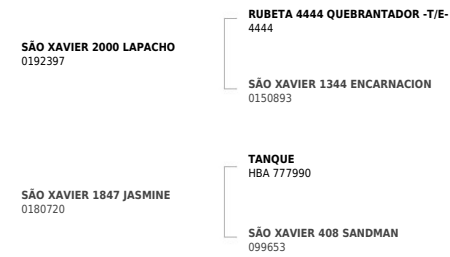 RUBETA 4444 QUEBRANTADOR -T/E-
4444
SÃO XAVIER 2000 LAPACHO
0192397
SÃO XAVIER 1344 ENCARNACION
0150893
TANQUE
HBA 777990
SÃO XAVIER 1847 JASMINE
0180720
SÃO XAVIER 408 SANDMAN
099653